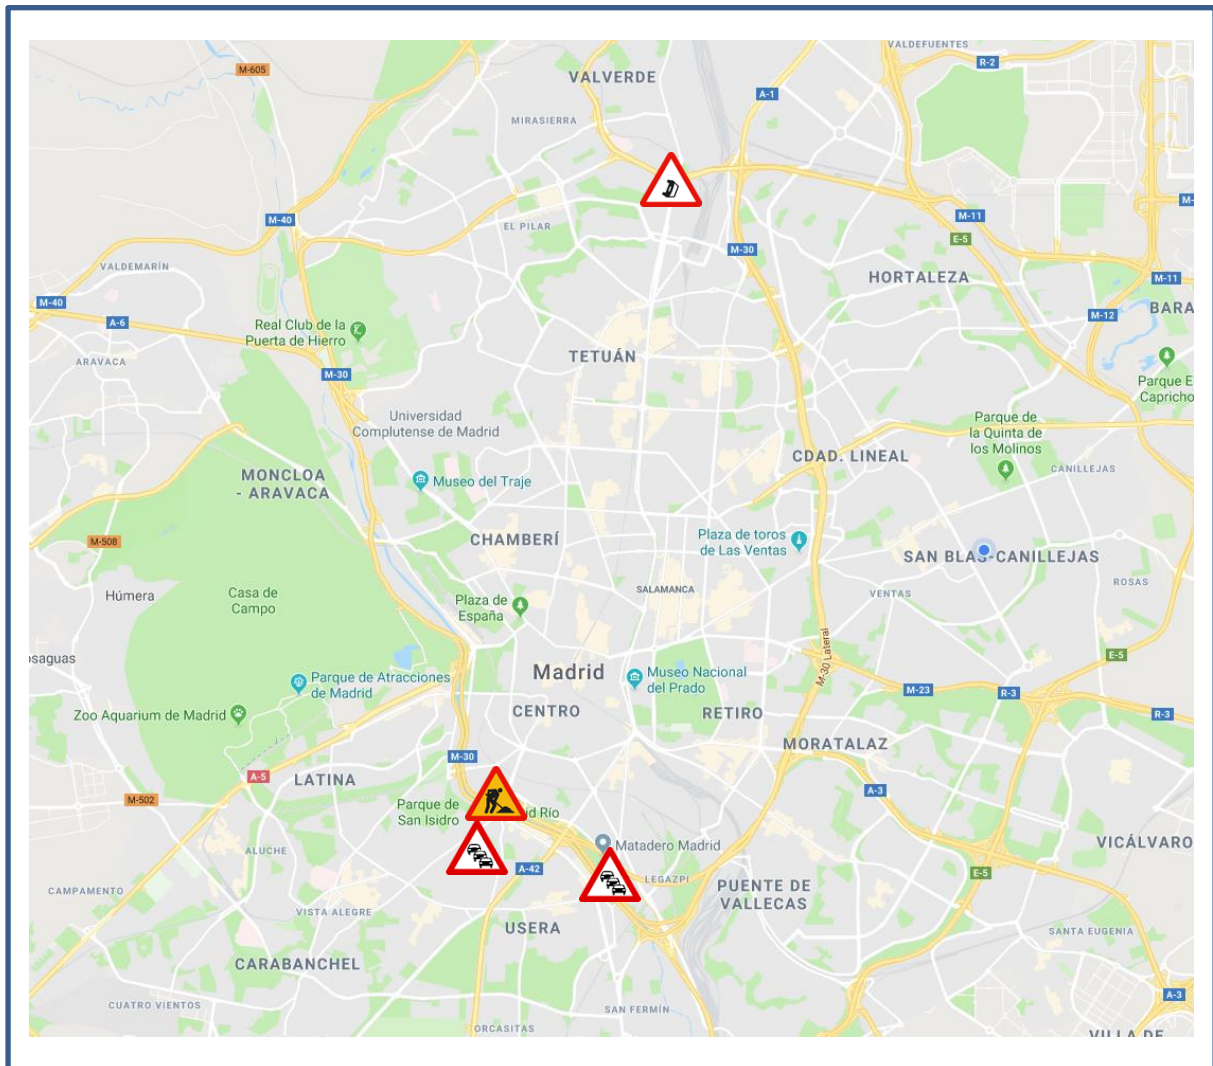 VALDEFUENTES
R-2
M-605
VALVERDE
A-1
MIRASIERRA
M-
M-40
M-11
EL PILAR
E-5
M-30
VALDEMARÍN
HORTALEZA
M-11
M-40
BARA
M-12
A-6
Real Club de la
Puerta de Hierro
TETUÁN
ARAVACA
M-30
Parque E
Capricho
Universidad
Complutense de Madrid
Parque de
la Quinta de
los Molinos
CDAD. LINEAL
CANILLEJAS
MONCLOA
- ARAVACA
Museo del Traje
M-508
CHAMBERÍ
Plaza de toros
de Las Ventas
SAN BLAS-CANILLEJAS
ROSAS
Húmera
Casa de
Campo
SALAMANCA
VENTAS
Plaza de
España
M-30 Lateral
osaguas
E-5
Madrid
Museo Nacional
del Prado
Parque de Atracciones
de Madrid
M-23
R-3
Zoo Aquarium de Madrid
CENTRO
RETIRO
R-3
MORATALAZ
M-30
A-5
LATINA
A-3
M-502
Parque de
San Isidro
id Río
Matadero Madrid
VICÁLVARO
ALUCHE
A-42
LEGAZPI
E-5
CAMPAMENTO
PUENTE DE
VALLECAS
VISTA ALEGRE
USERA
SANTA EUGENIA
CARABANCHEL
A-3
CUATRO VIENTOS
SAN FERMÍN
ORCASITAS
VILLA DE